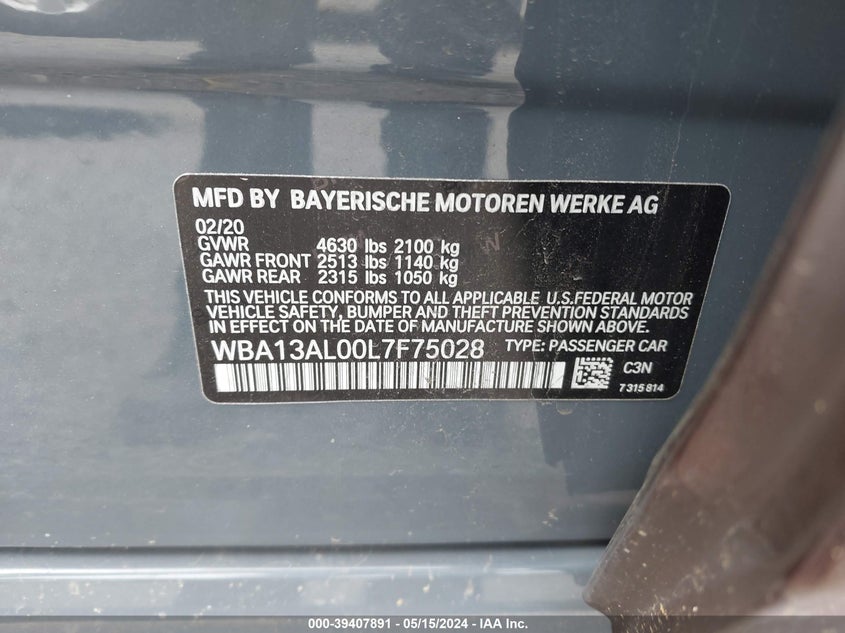 MFD BY BAYERISCHE MOTOREN WERKE AG
02/20
GVWR 4630 lbs 2100 kg
GAWR FRONT 2513 lbs 1140 kg
GAWR REAR 2315 lbs 1050 kg
THIS VEHICLE CONFORMS TO ALL APPLICABLE U.S.FEDERAL MOTOR
VEHICLE SAFETY, BUMPER AND THEFT PREVENTION STANDARDS
IN EFFECT ON THE DATE OF MANUFACTURE SHOWN ABOVE.
WBA13AL00L7F75028 TYPE: PASSENGER CAR
C3N
7315814
000-39407891 - 05/15/2024 - IAA Inc.